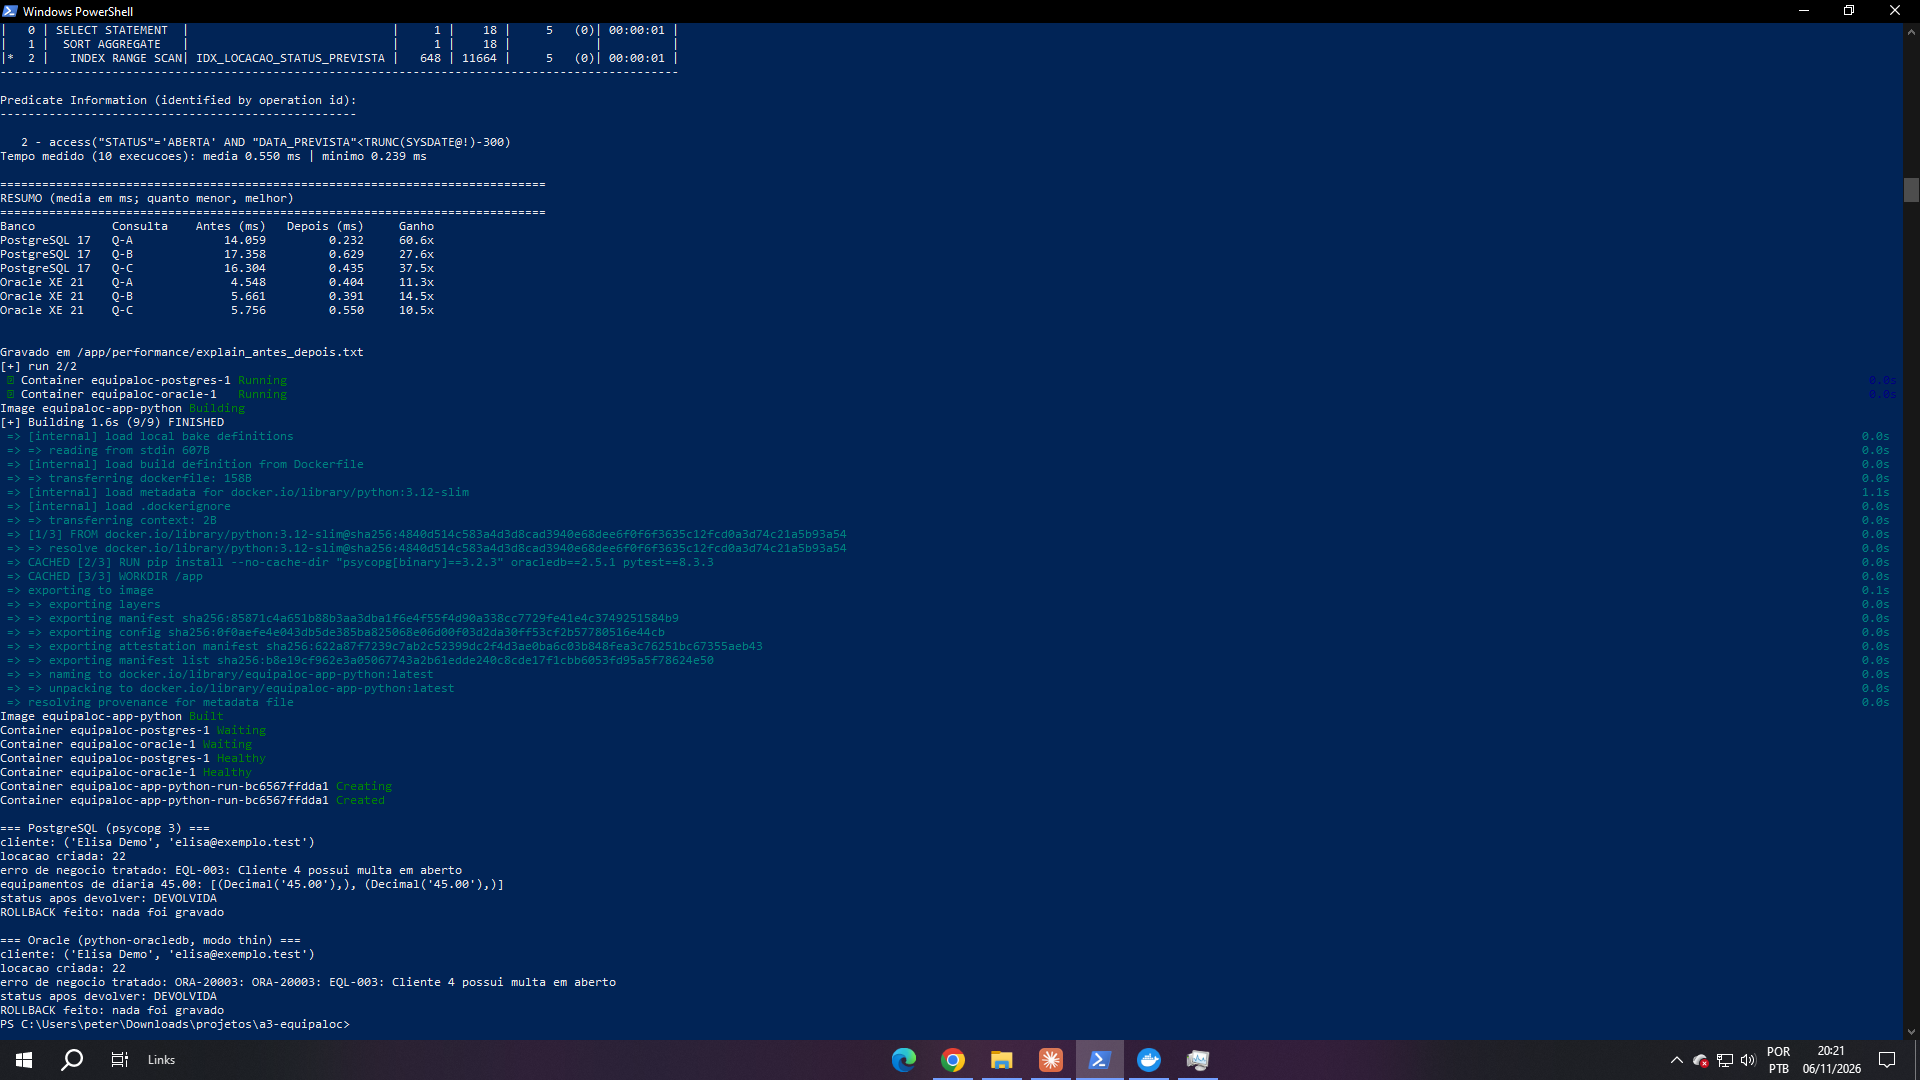 Windows PowerShell
|   0 | SELECT STATEMENT  |                             |     1 |    18 |     5   (0)| 00:00:01 |
|   1 |  SORT AGGREGATE   |                             |     1 |    18 |            |          |
|*  2 |   INDEX RANGE SCAN| IDX_LOCACAO_STATUS_PREVISTA |   648 | 11664 |     5   (0)| 00:00:01 |
-------------------------------------------------------------------------------------------------
Predicate Information (identified by operation id):
---------------------------------------------------
   2 - access("STATUS"='ABERTA' AND "DATA_PREVISTA"<TRUNC(SYSDATE@!)-300)
Tempo medido (10 execucoes): media 0.550 ms | minimo 0.239 ms
==============================================================================
RESUMO (media em ms; quanto menor, melhor)
==============================================================================
Banco           Consulta    Antes (ms)   Depois (ms)     Ganho
PostgreSQL 17   Q-A             14.059         0.232     60.6x
PostgreSQL 17   Q-B             17.358         0.629     27.6x
PostgreSQL 17   Q-C             16.304         0.435     37.5x
Oracle XE 21    Q-A              4.548         0.404     11.3x
Oracle XE 21    Q-B              5.661         0.391     14.5x
Oracle XE 21    Q-C              5.756         0.550     10.5x
Gravado em /app/performance/explain_antes_depois.txt
[+] run 2/2
Container equipaloc-postgres-1 Running 0.0s
Container equipaloc-oracle-1   Running 0.0s
Image equipaloc-app-python Building
[+] Building 1.6s (9/9) FINISHED
=> [internal] load local bake definitions 0.0s
=> => reading from stdin 607B 0.0s
=> [internal] load build definition from Dockerfile 0.0s
=> => transferring dockerfile: 158B 0.0s
=> [internal] load metadata for docker.io/library/python:3.12-slim 1.1s
=> [internal] load .dockerignore 0.0s
=> => transferring context: 2B 0.0s
=> [1/3] FROM docker.io/library/python:3.12-slim@sha256:4840d514c583a4d3d8cad3940e68dee6f0f6f3635c12fcd0a3d74c21a5b93a54 0.0s
=> => resolve docker.io/library/python:3.12-slim@sha256:4840d514c583a4d3d8cad3940e68dee6f0f6f3635c12fcd0a3d74c21a5b93a54 0.0s
=> CACHED [2/3] RUN pip install --no-cache-dir "psycopg[binary]==3.2.3" oracledb==2.5.1 pytest==8.3.3 0.0s
=> CACHED [3/3] WORKDIR /app 0.0s
=> exporting to image 0.1s
=> => exporting layers 0.0s
=> => exporting manifest sha256:85871c4a651b88b3aa3dba1f6e4f55f4d90a338cc7729fe41e4c3749251584b9 0.0s
=> => exporting config sha256:0f0aefe4e043db5de385ba825068e06d00f03d2da30ff53cf2b57780516e44cb 0.0s
=> => exporting attestation manifest sha256:622a87f7239c7ab2c52399dc2f4d3ae0ba6c03b848fea3c76251bc67355aeb43 0.0s
=> => exporting manifest list sha256:b8e19cf962e3a05067743a2b61edde240c8cde17f1cbb6053fd95a5f78624e50 0.0s
=> => naming to docker.io/library/equipaloc-app-python:latest 0.0s
=> => unpacking to docker.io/library/equipaloc-app-python:latest 0.0s
=> resolving provenance for metadata file 0.0s
Image equipaloc-app-python Built
Container equipaloc-postgres-1 Waiting
Container equipaloc-oracle-1 Waiting
Container equipaloc-postgres-1 Healthy
Container equipaloc-oracle-1 Healthy
Container equipaloc-app-python-run-bc6567ffdda1 Creating
Container equipaloc-app-python-run-bc6567ffdda1 Created
=== PostgreSQL (psycopg 3) ===
cliente: ('Elisa Demo', 'elisa@exemplo.test')
locacao criada: 22
erro de negocio tratado: EQL-003: Cliente 4 possui multa em aberto
equipamentos de diaria 45.00: [(Decimal('45.00'),), (Decimal('45.00'),)]
status apos devolver: DEVOLVIDA
ROLLBACK feito: nada foi gravado
=== Oracle (python-oracledb, modo thin) ===
cliente: ('Elisa Demo', 'elisa@exemplo.test')
locacao criada: 22
erro de negocio tratado: ORA-20003: ORA-20003: EQL-003: Cliente 4 possui multa em aberto
status apos devolver: DEVOLVIDA
ROLLBACK feito: nada foi gravado
PS C:\Users\peter\Downloads\projetos\a3-equipaloc>
Links
POR
PTB
20:21
06/11/2026